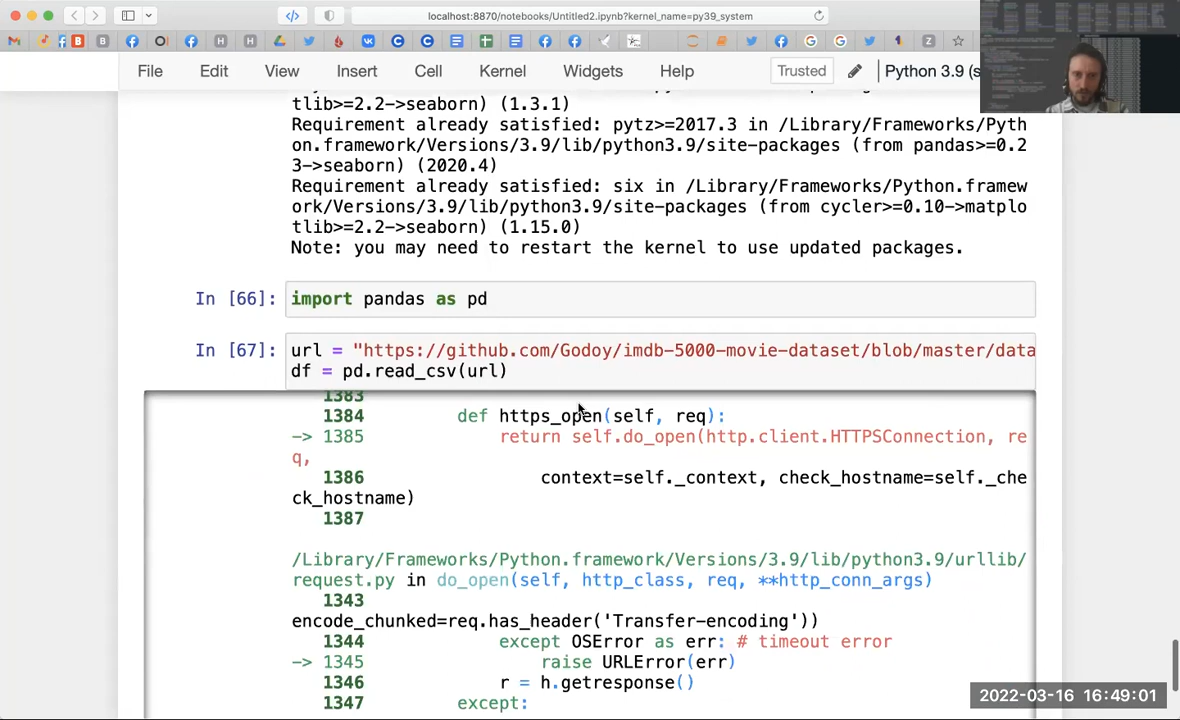 localhost:8870/notebooks/Untitled2.ipynb?kernel_name=py39_system
File Edit View Insert Cell Kernel Widgets Help Trusted Python 3.9 (s
tlib>=2.2->seaborn) (1.3.1)
Requirement already satisfied: pytz>=2017.3 in /Library/Frameworks/Pyth
on.framework/Versions/3.9/lib/python3.9/site-packages (from pandas>=0.2
3->seaborn) (2020.4)
Requirement already satisfied: six in /Library/Frameworks/Python.framew
ork/Versions/3.9/lib/python3.9/site-packages (from cycler>=0.10->matplo
tlib>=2.2->seaborn) (1.15.0)
Note: you may need to restart the kernel to use updated packages.
In [66]: import pandas as pd
In [67]: url = "https://github.com/Godoy/imdb-5000-movie-dataset/blob/master/data
df = pd.read_csv(url)
1383
1384 def https_open(self, req):
-> 1385 return self.do_open(http.client.HTTPSConnection, re
q,
1386 context=self._context, check_hostname=self._che
ck_hostname)
1387
/Library/Frameworks/Python.framework/Versions/3.9/lib/python3.9/urllib/
request.py in do_open(self, http_class, req, **http_conn_args)
1343
encode_chunked=req.has_header('Transfer-encoding'))
1344 except OSError as err: # timeout error
-> 1345 raise URLError(err)
1346 r = h.getresponse()
1347 except:
2022-03-16 16:49:01